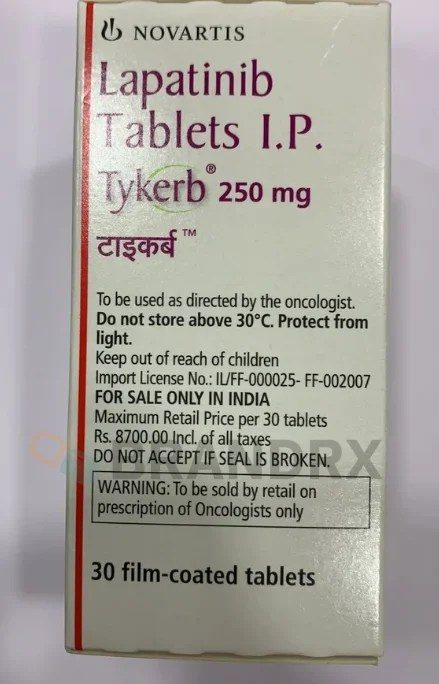 NOVARTIS
Lapatinib
Tablets I.P.
Tykerb® 250 mg
टाइकर्ब ™
To be used as directed by the oncologist.
Do not store above 30°C. Protect from
light.
Keep out of reach of children
Import License No.: IL/FF-000025- FF-002007
FOR SALE ONLY IN INDIA
Maximum Retail Price per 30 tablets
Rs. 8700.00 Incl. of all taxes
DO NOT ACCEPT IF SEAL IS BROKEN.
BRANDRX
WARNING: To be sold by retail on
prescription of Oncologists only
30 film-coated tablets